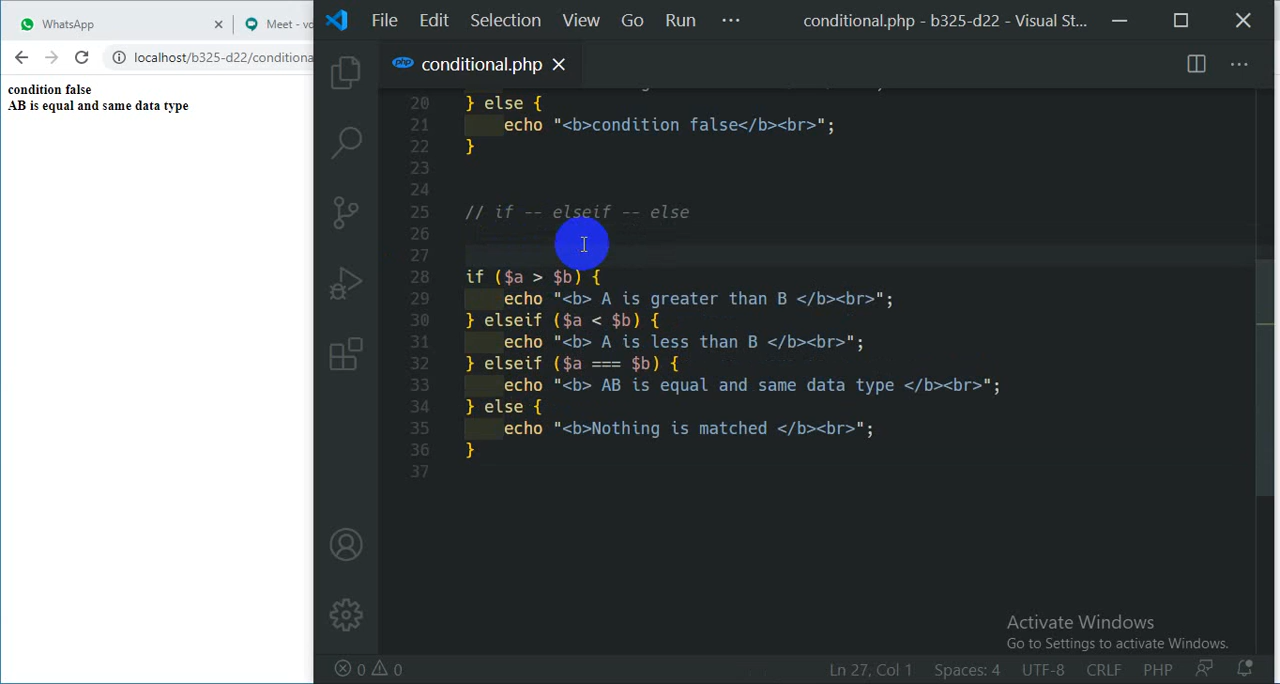 WhatsApp
Meet - vo
File Edit Selection View Go Run ···
conditional.php - b325-d22 - Visual St...
localhost/b325-d22/conditiona
php conditional.php
condition false
AB is equal and same data type
20 } else {
21 echo "<b>condition false</b><br>";
22 }
23
24
25 // if -- elseif -- else
26
27
28 if ($a > $b) {
29 echo "<b> A is greater than B </b><br>";
30 } elseif ($a < $b) {
31 echo "<b> A is less than B </b><br>";
32 } elseif ($a === $b) {
33 echo "<b> AB is equal and same data type </b><br>";
34 } else {
35 echo "<b>Nothing is matched </b><br>";
36 }
37
Activate Windows
Go to Settings to activate Windows.
0 0 Ln 27, Col 1 Spaces: 4 UTF-8 CRLF PHP